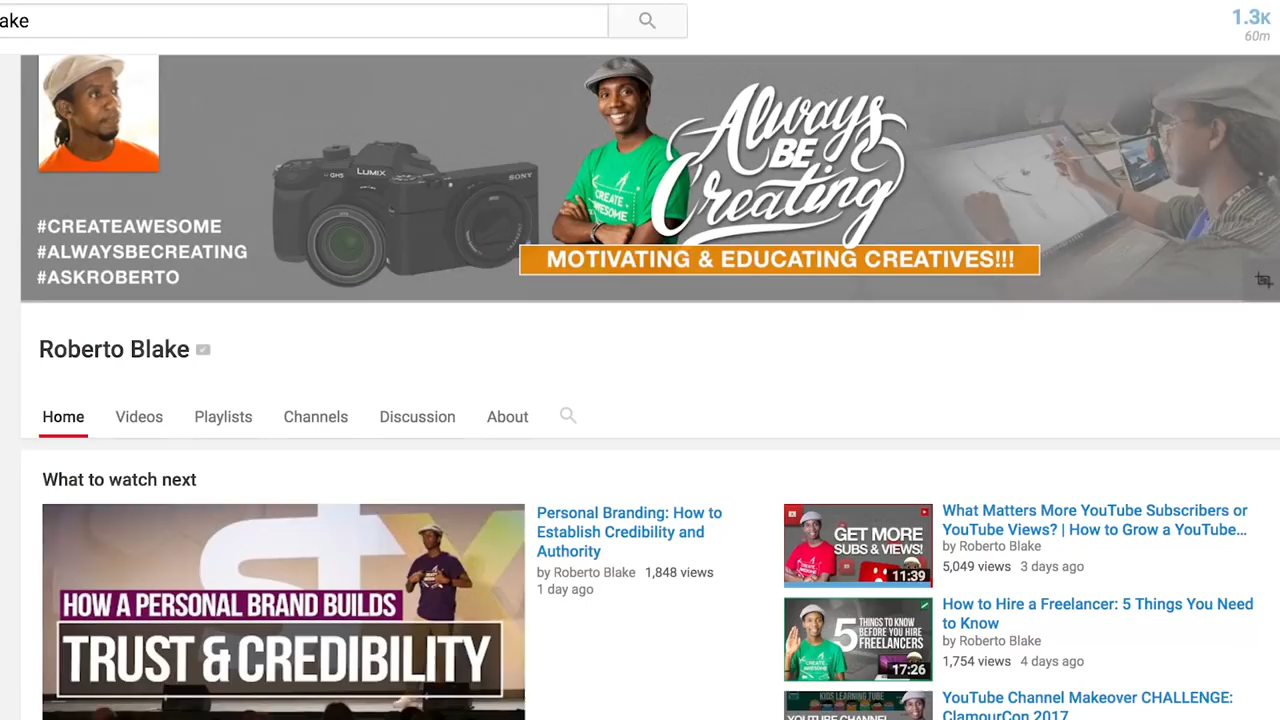 ake
1.3K
60m
LUMIX
GH5
SONY
Always
BE
Creating
CREATE
AWESOME
#CREATEAWESOME
#ALWAYSBECREATING
#ASKROBERTO
MOTIVATING & EDUCATING CREATIVES!!!
Roberto Blake
Home Videos Playlists Channels Discussion About
What to watch next
HOW A PERSONAL BRAND BUILDS
TRUST & CREDIBILITY
Personal Branding: How to
Establish Credibility and
Authority
by Roberto Blake 1,848 views
1 day ago
GET MORE
SUBS & VIEWS!
11:39
What Matters More YouTube Subscribers or
YouTube Views? | How to Grow a YouTube...
by Roberto Blake
5,049 views 3 days ago
5 THINGS TO KNOW
BEFORE YOU HIRE
FREELANCERS
17:26
How to Hire a Freelancer: 5 Things You Need
to Know
by Roberto Blake
1,754 views 4 days ago
KIDS LEARNING TUBE
YOUTUBE CHANNEL
YouTube Channel Makeover CHALLENGE:
ClamourCon 2017